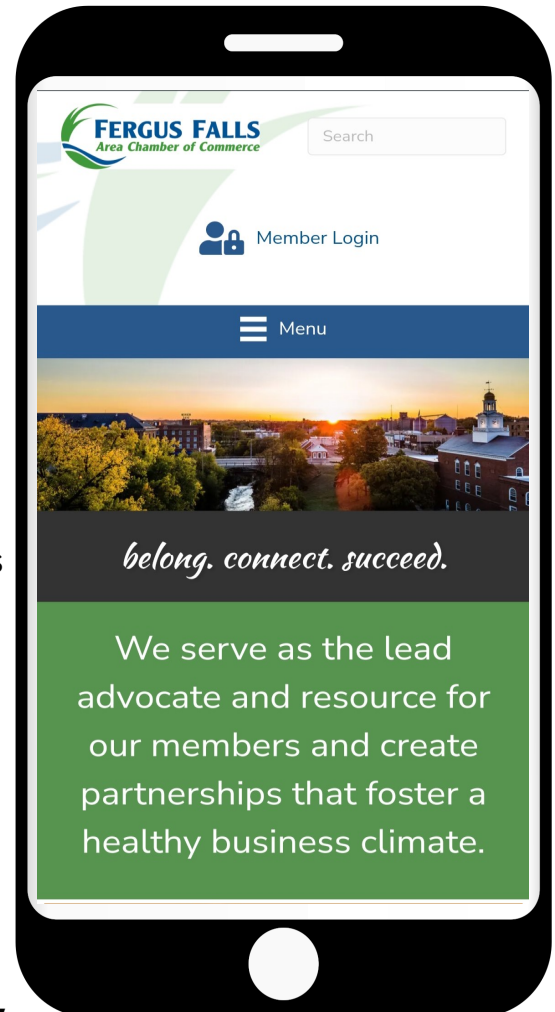 FERGUS FALLS
Area Chamber of Commerce
Search
Member Login
Menu
belong. connect. succeed.
We serve as the lead
advocate and resource for
our members and create
partnerships that foster a
healthy business climate.